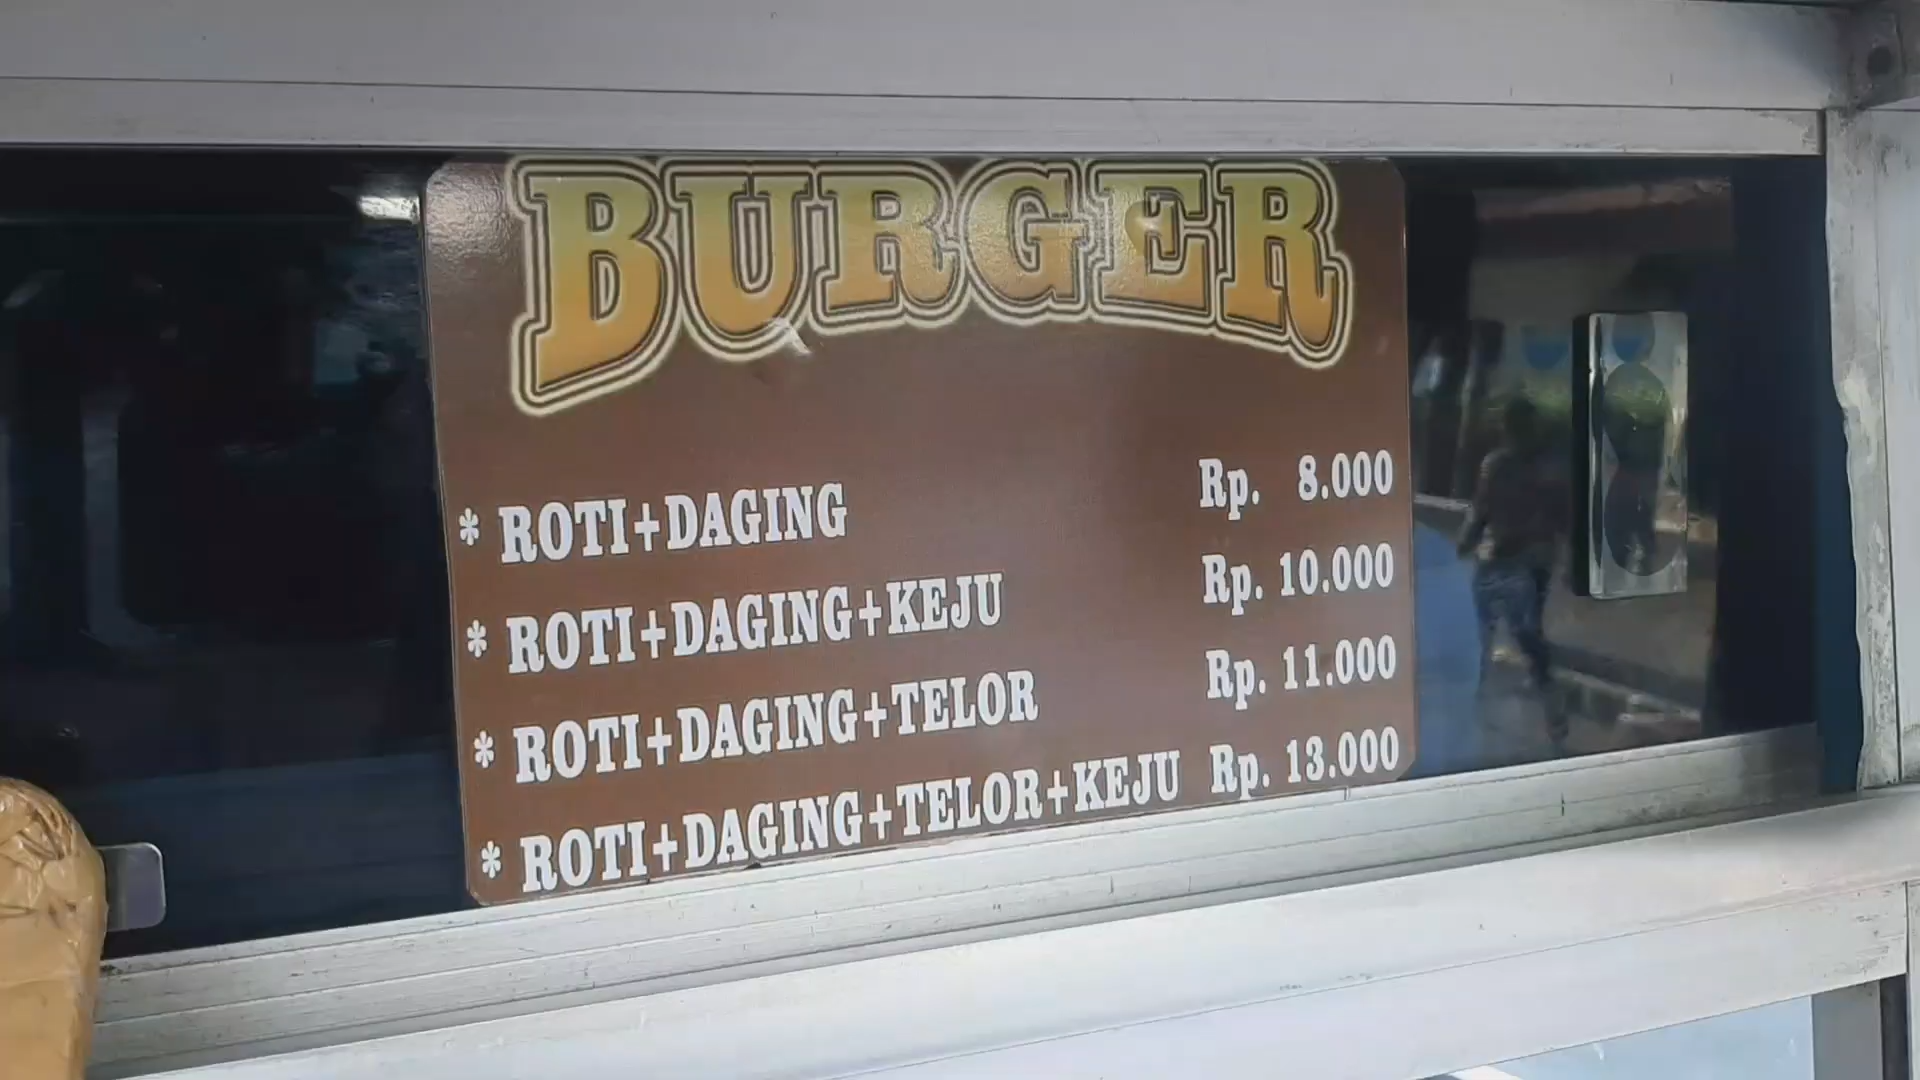 BURGER
* ROTI+DAGING Rp. 8.000
* ROTI+DAGING+KEJU Rp. 10.000
* ROTI+DAGING+TELOR Rp. 11.000
* ROTI+DAGING+TELOR+KEJU Rp. 13.000